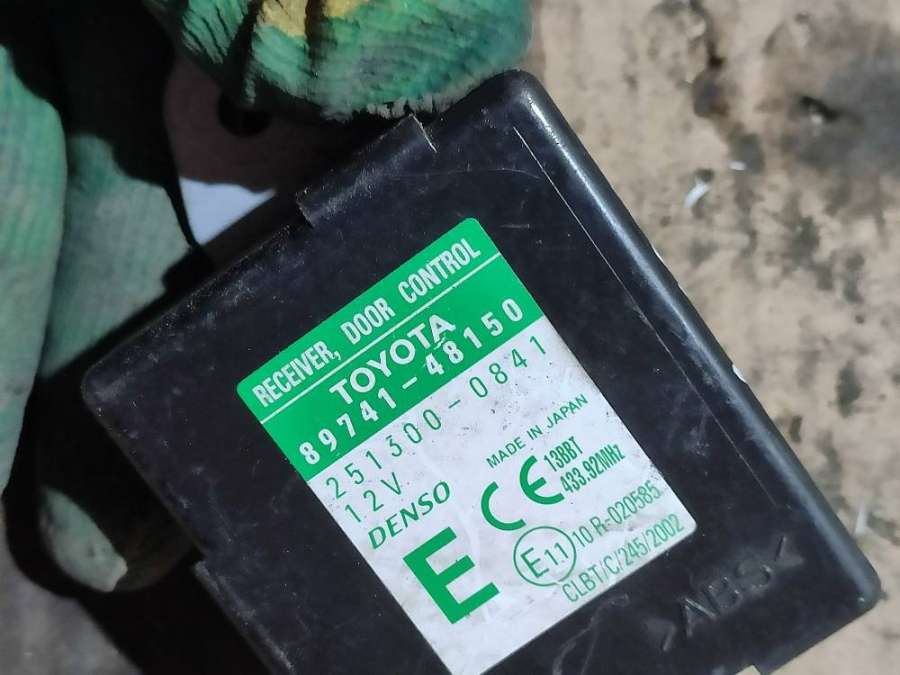 RECEIVER, DOOR CONTROL
TOYOTA
89741-48150
251300-0841
12V
MADE IN JAPAN
DENSO
CE
13BBT
433.92MHz
E
E11
10 R-020585
CLBT/C/245/2002
>ABS<